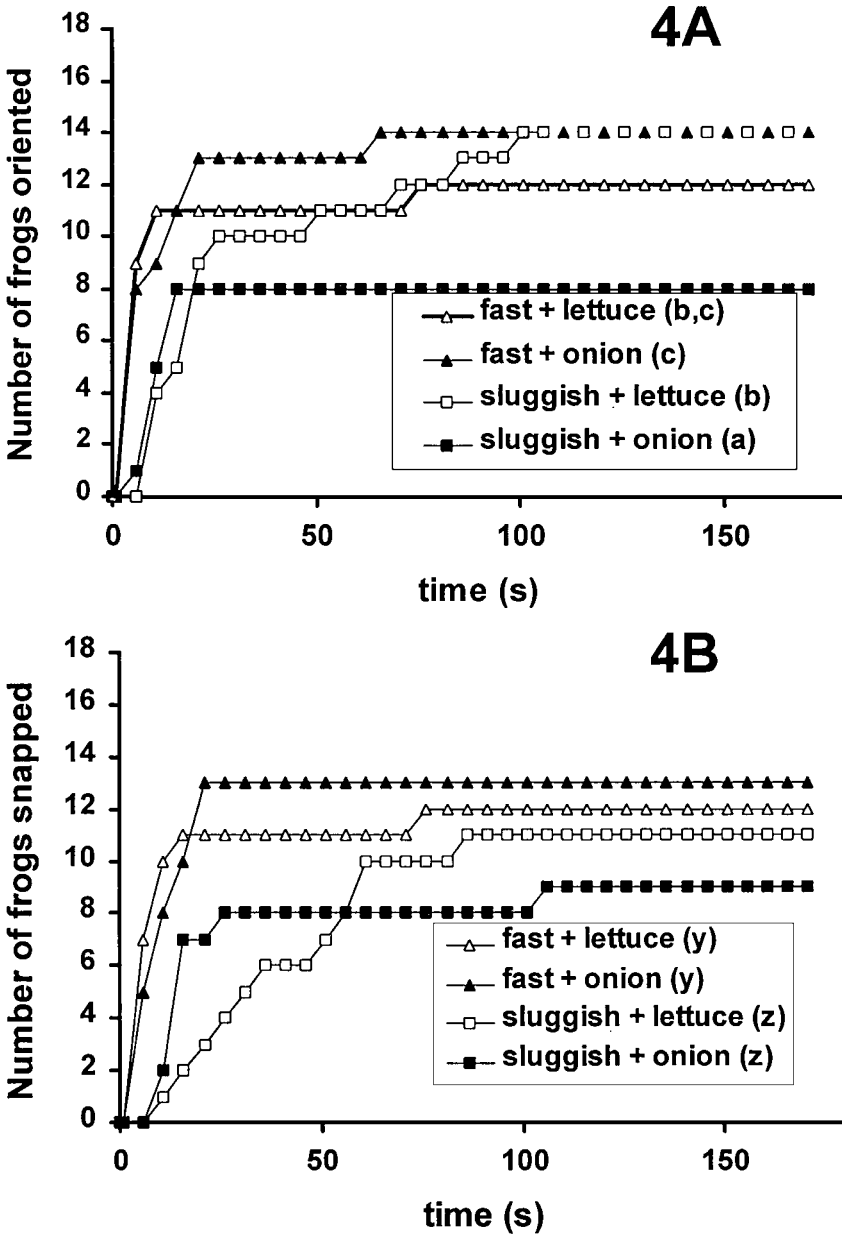 4A
Number of frogs oriented
18
16
14
12
10
8
6
4
2
0
fast + lettuce (b,c)
fast + onion (c)
sluggish + lettuce (b)
sluggish + onion (a)
0 50 100 150
time (s)
4B
Number of frogs snapped
18
16
14
12
10
8
6
4
2
0
fast + lettuce (y)
fast + onion (y)
sluggish + lettuce (z)
sluggish + onion (z)
0 50 100 150
time (s)